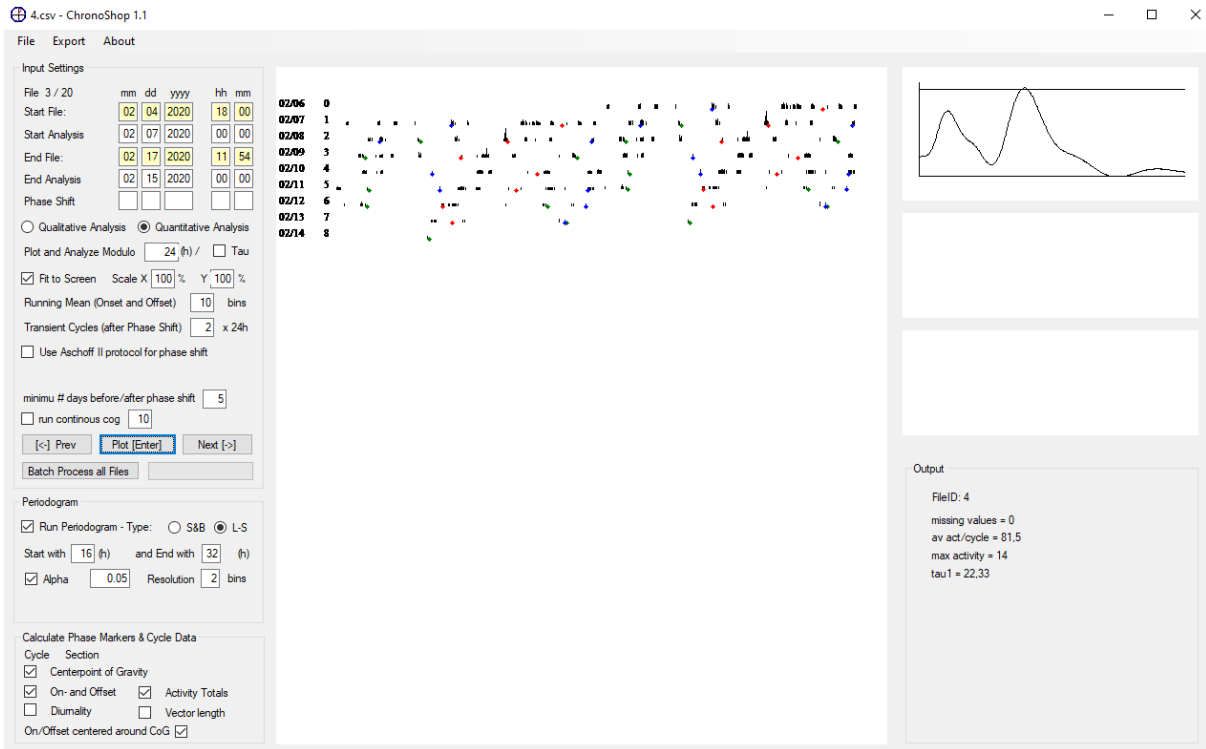 4.csv - ChronoShop 1.1
File Export About
Input Settings
File 3 / 20 mm dd yyyy hh mm
Start File: 02 04 2020 18 00
Start Analysis 02 07 2020 00 00
End File: 02 17 2020 11 54
End Analysis 02 15 2020 00 00
Phase Shift
Qualitative Analysis Quantitative Analysis
Plot and Analyze Modulo 24 (h) / Tau
Fit to Screen Scale X 100 % Y 100 %
Running Mean (Onset and Offset) 10 bins
Transient Cycles (after Phase Shift) 2 x 24h
Use Aschoff II protocol for phase shift
minimu # days before/after phase shift 5
run continous cog 10
[<-] Prev Plot [Enter] Next [->]
Batch Process all Files
Periodogram
Run Periodogram - Type: S&B L-S
Start with 16 (h) and End with 32 (h)
Alpha 0.05 Resolution 2 bins
Calculate Phase Markers & Cycle Data
Cycle Section
Centerpoint of Gravity
On- and Offset Activity Totals
Diurnality Vector length
On/Offset centered around CoG
02/06 0
02/07 1
02/08 2
02/09 3
02/10 4
02/11 5
02/12 6
02/13 7
02/14 8
Output
FileID: 4
missing values = 0
av act/cycle = 81,5
max activity = 14
tau1 = 22,33